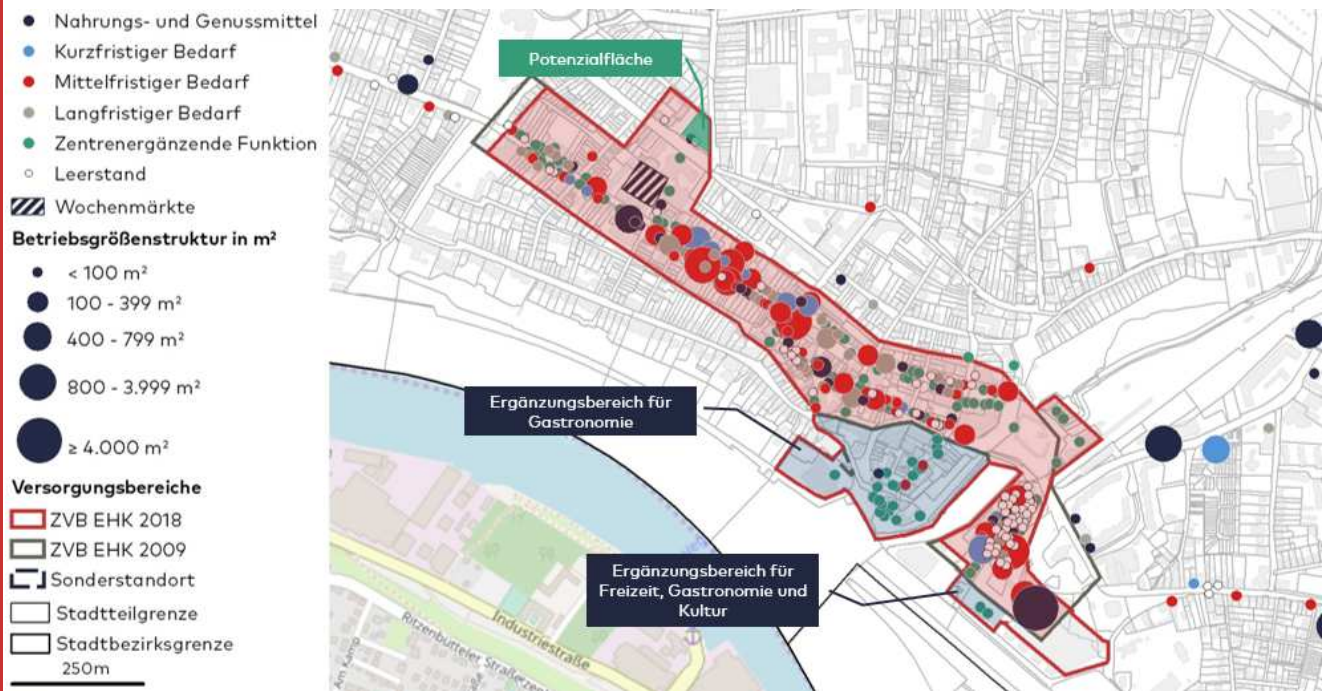 Nahrungs- und Genussmittel
Kurzfristiger Bedarf
Mittelfristiger Bedarf
Langfristiger Bedarf
Zentrenergänzende Funktion
Leerstand
Wochenmärkte
Betriebsgrößenstruktur in m²
< 100 m²
100 - 399 m²
400 - 799 m²
800 - 3.999 m²
≥ 4.000 m²
Versorgungsbereiche
ZVB EHK 2018
ZVB EHK 2009
Sonderstandort
Stadtteilgrenze
Stadtbezirksgrenze
250m
Potenzialfläche
Ergänzungsbereich für
Gastronomie
Ergänzungsbereich für
Freizeit, Gastronomie und
Kultur
Industriestraße
Ritzenbütteler Straße
Am Kamp